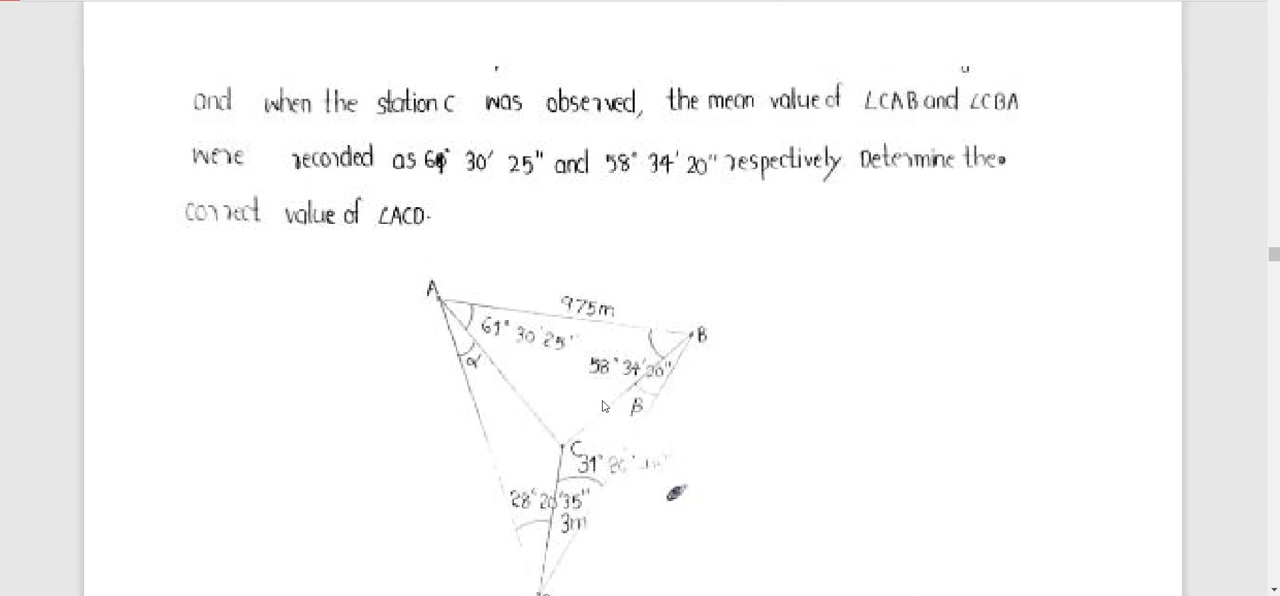 and when the station C was observed, the mean value of ∠CAB and ∠CBA
were recorded as 61° 30' 25" and 58° 34' 20" respectively. Determine the
correct value of ∠ACD.
A
975m
61° 30' 25"
B
58° 34' 20"
α
β
C
31°
28° 20' 35"
3m